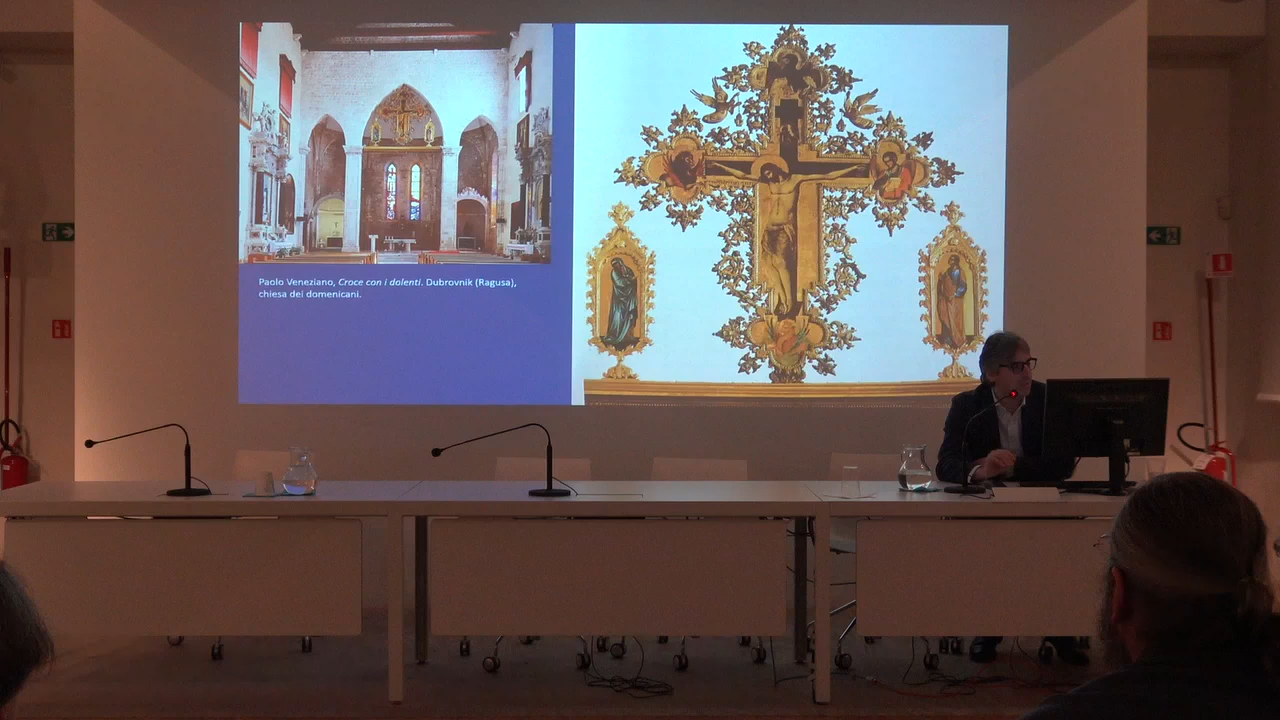 Paolo Veneziano, Croce con i dolenti. Dubrovnik (Ragusa),
chiesa dei domenicani.